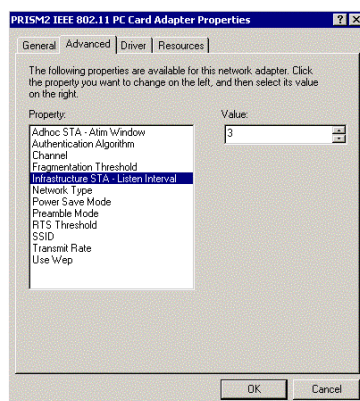 PRISM2 IEEE 802.11 PC Card Adapter Properties
General Advanced Driver Resources
The following properties are available for this network adapter. Click
the property you want to change on the left, and then select its value
on the right.
Property: Value:
Adhoc STA - Atim Window 3
Authentication Algorithm
Channel
Fragmentation Threshold
Infrastructure STA - Listen Interval
Network Type
Power Save Mode
Preamble Mode
RTS Threshold
SSID
Transmit Rate
Use Wep
OK Cancel